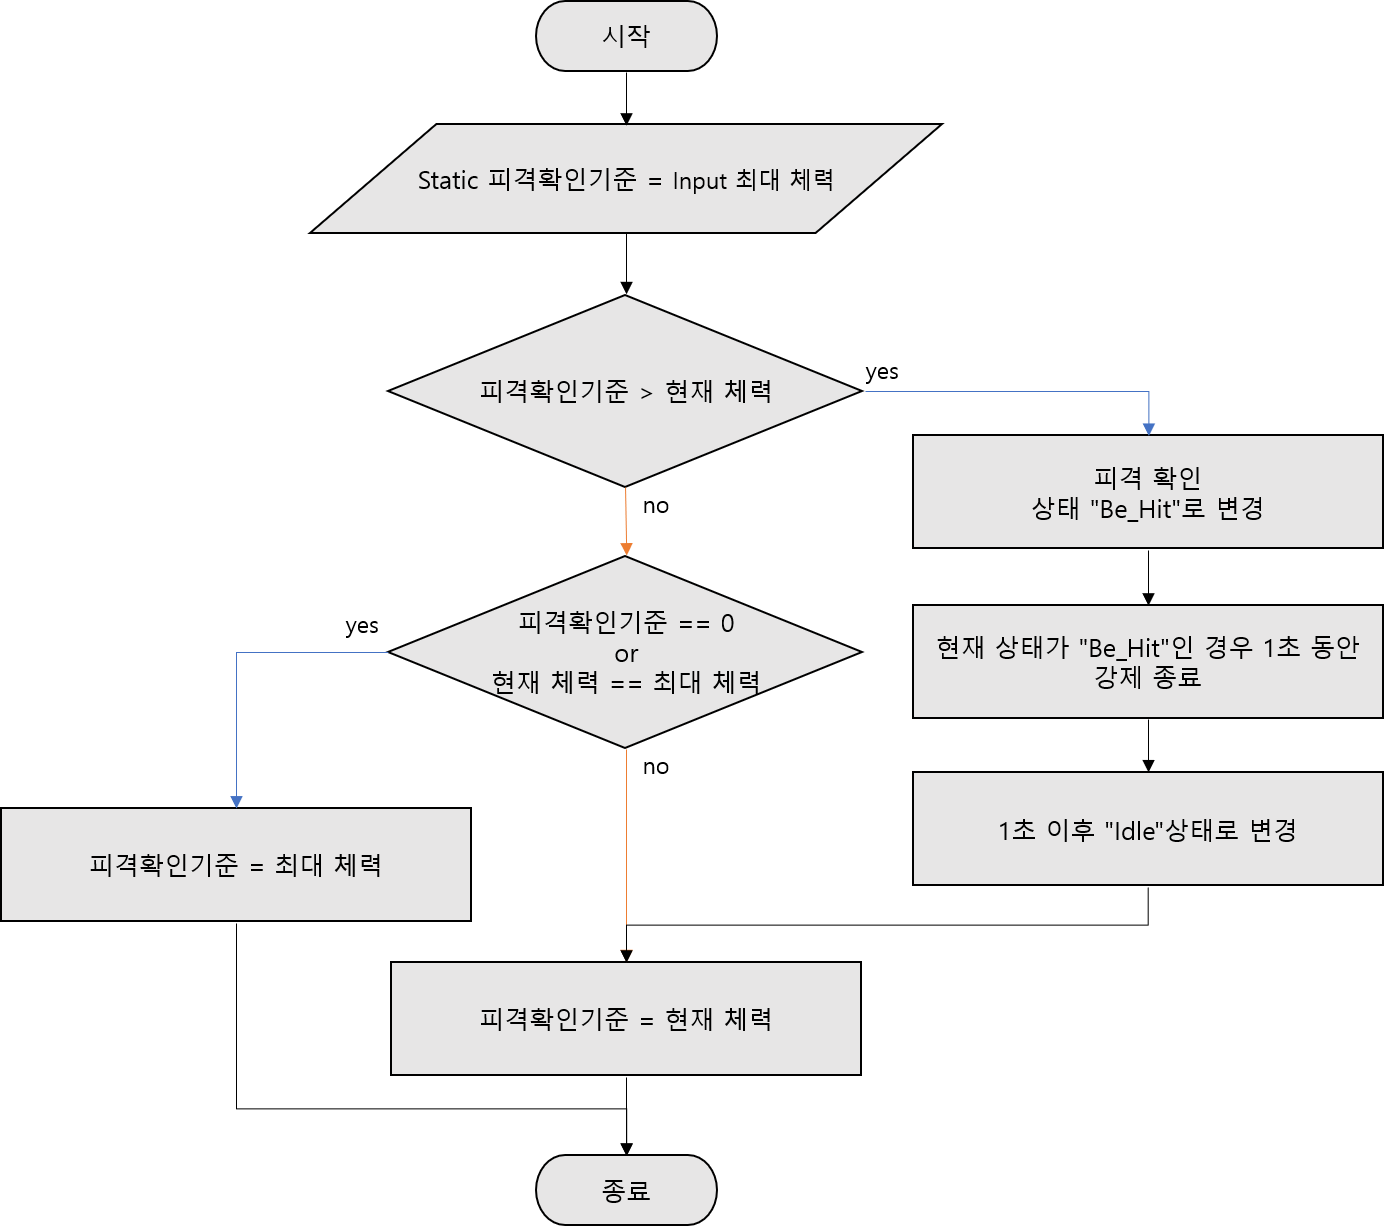 시작
Static 피격확인기준 = Input 최대 체력
피격확인기준 > 현재 체력
yes
피격 확인
상태 "Be_Hit"로 변경
no
현재 상태가 "Be_Hit"인 경우 1초 동안
강제 종료
피격확인기준 == 0
or
현재 체력 == 최대 체력
yes
no
1초 이후 "Idle"상태로 변경
피격확인기준 = 최대 체력
피격확인기준 = 현재 체력
종료